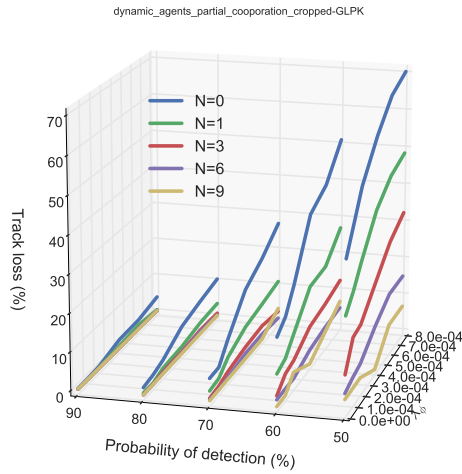 dynamic_agents_partial_cooporation_cropped-GLPK
N=0
N=1
N=3
N=6
N=9
Track loss (%)
70
60
50
40
30
20
10
0
90
80
70
60
50
Probability of detection (%)
8.0e-04
7.0e-04
6.0e-04
5.0e-04
4.0e-04
3.0e-04
2.0e-04
1.0e-04
0.0e+00